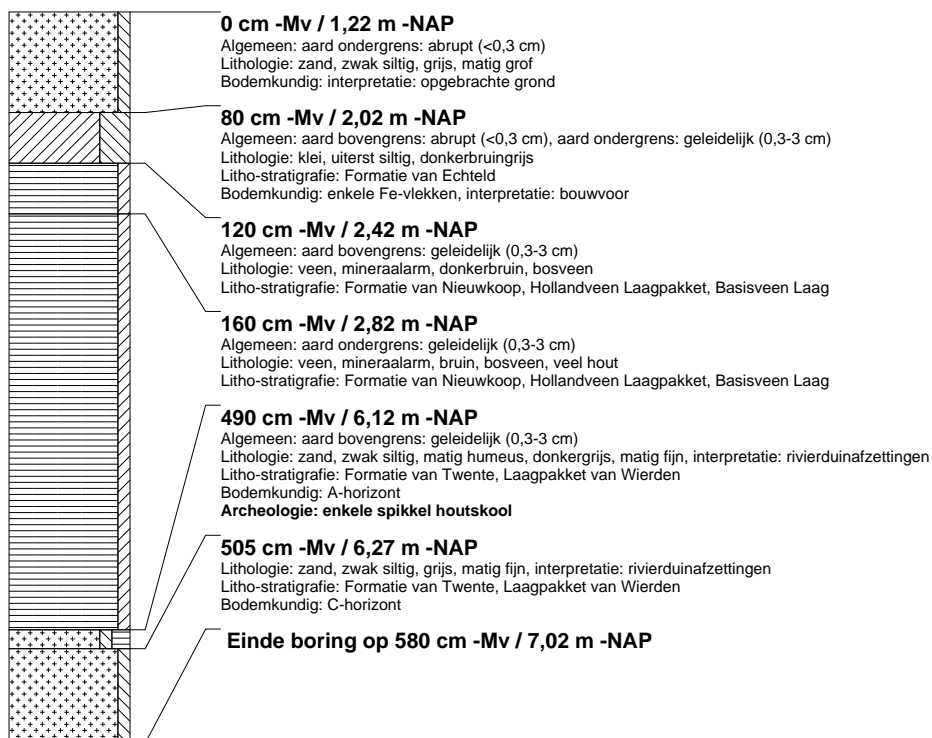 0 cm -Mv / 1,22 m -NAP
Algemeen: aard ondergrens: abrupt (<0,3 cm)
Lithologie: zand, zwak siltig, grijs, matig grof
Bodemkundig: interpretatie: opgebrachte grond
80 cm -Mv / 2,02 m -NAP
Algemeen: aard bovengrens: abrupt (<0,3 cm), aard ondergrens: geleidelijk (0,3-3 cm)
Lithologie: klei, uiterst siltig, donkerbruingrijs
Litho-stratigrafie: Formatie van Echteld
Bodemkundig: enkele Fe-vlekken, interpretatie: bouwvoor
120 cm -Mv / 2,42 m -NAP
Algemeen: aard bovengrens: geleidelijk (0,3-3 cm)
Lithologie: veen, mineraalarm, donkerbruin, bosveen
Litho-stratigrafie: Formatie van Nieuwkoop, Hollandveen Laagpakket, Basisveen Laag
160 cm -Mv / 2,82 m -NAP
Algemeen: aard ondergrens: geleidelijk (0,3-3 cm)
Lithologie: veen, mineraalarm, bruin, bosveen, veel hout
Litho-stratigrafie: Formatie van Nieuwkoop, Hollandveen Laagpakket, Basisveen Laag
490 cm -Mv / 6,12 m -NAP
Algemeen: aard bovengrens: geleidelijk (0,3-3 cm)
Lithologie: zand, zwak siltig, matig humeus, donkergrijs, matig fijn, interpretatie: rivierduinafzettingen
Litho-stratigrafie: Formatie van Twente, Laagpakket van Wierden
Bodemkundig: A-horizont
Archeologie: enkele spikkel houtskool
505 cm -Mv / 6,27 m -NAP
Lithologie: zand, zwak siltig, grijs, matig fijn, interpretatie: rivierduinafzettingen
Litho-stratigrafie: Formatie van Twente, Laagpakket van Wierden
Bodemkundig: C-horizont
Einde boring op 580 cm -Mv / 7,02 m -NAP